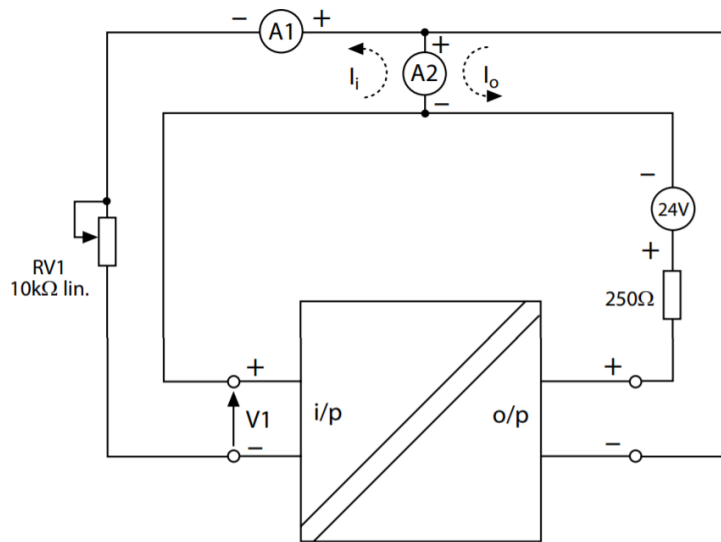 − A1 +
+
A2
−
Ii
Io
−
24V
+
RV1
10kΩ lin.
250Ω
+
V1
−
i/p
o/p
+
−